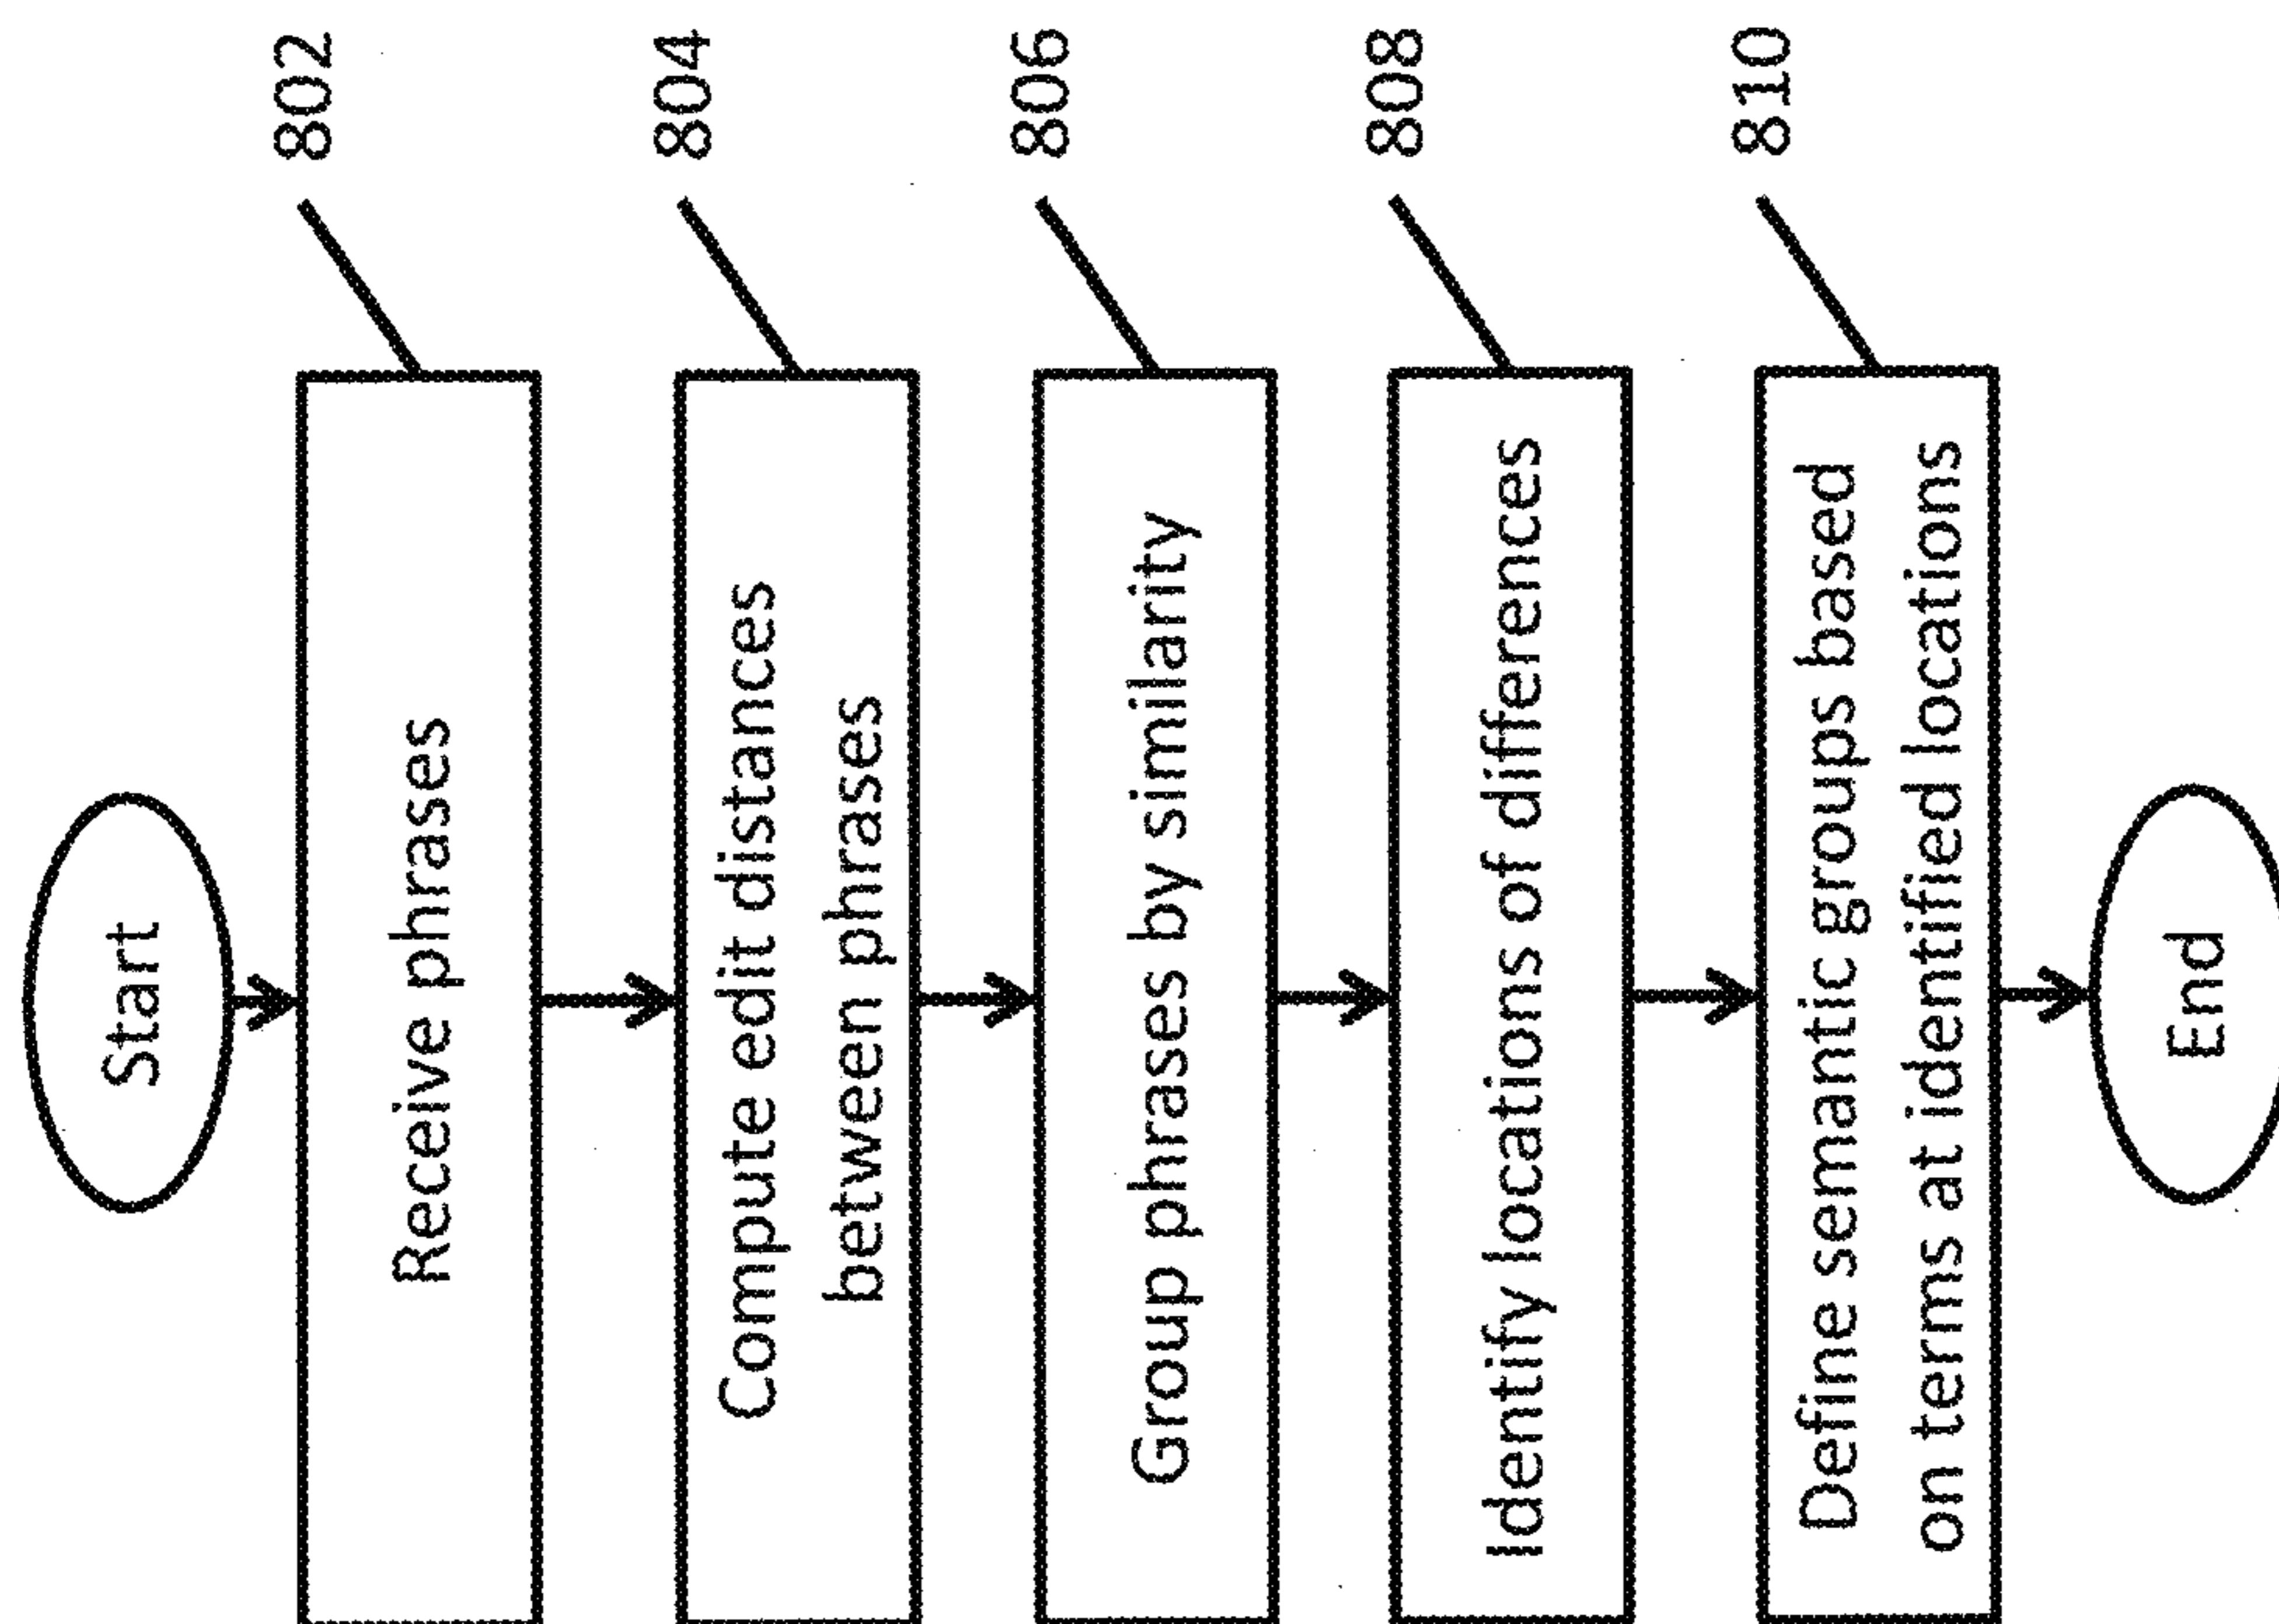 Start
Receive phrases
802
Compute edit distances
between phrases
804
Group phrases by similarity
806
Identify locations of differences
808
Define semantic groups based
on terms at identified locations
810
End